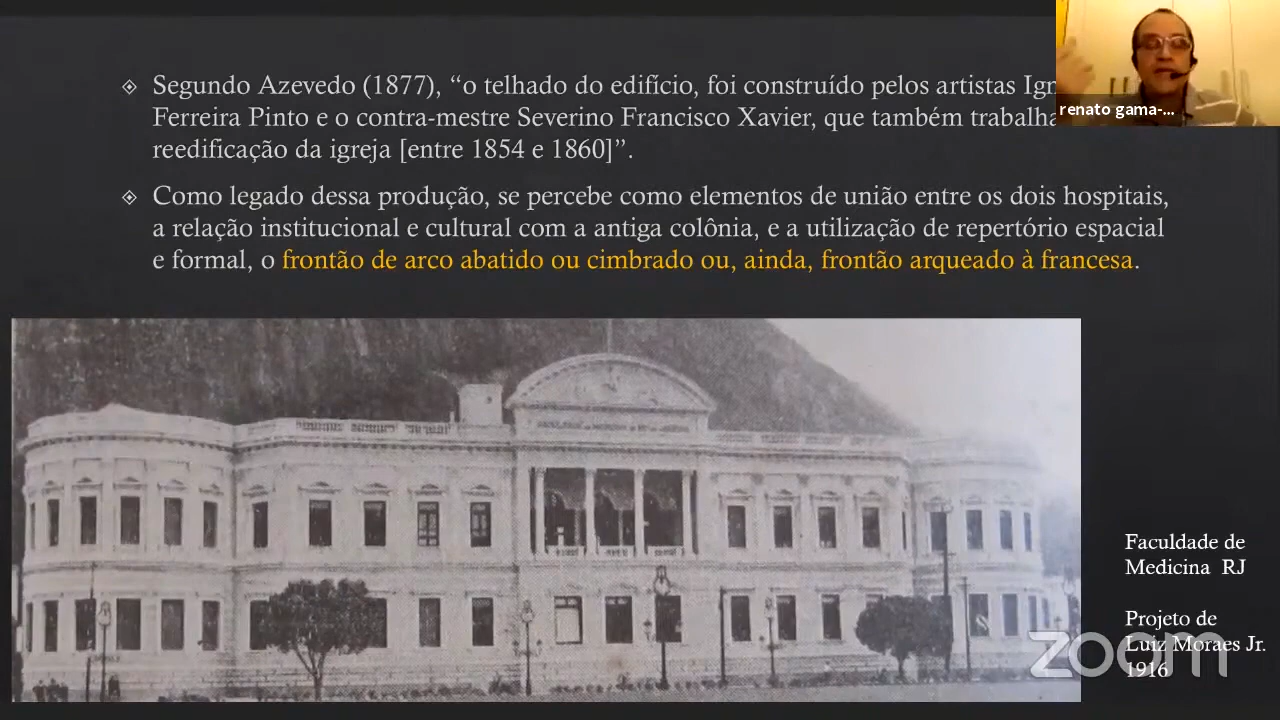 Segundo Azevedo (1877), “o telhado do edifício, foi construído pelos artistas
Ferreira Pinto e o contra-mestre Severino Francisco Xavier, que também
reedificação da igreja [entre 1854 e 1860]”.
Como legado dessa produção, se percebe como elementos de união entre os dois hospitais,
a relação institucional e cultural com a antiga colônia, e a utilização de repertório espacial
e formal, o frontão de arco abatido ou cimbrado ou, ainda, frontão arqueado à francesa.
renato gama-...
Faculdade de
Medicina RJ
Projeto de
Luiz Moraes Jr.
1916
zoom